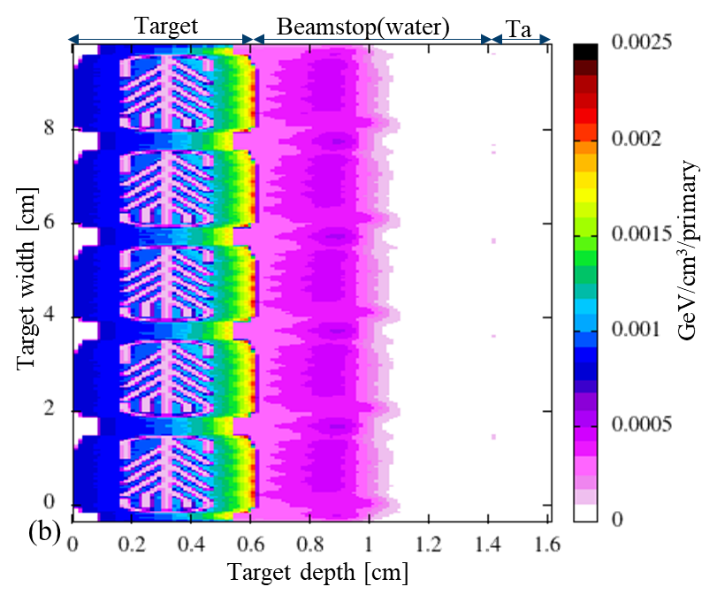 Target Beamstop(water) Ta
0.0025
0.002
0.0015
0.001
0.0005
0
GeV/cm³/primary
Target width [cm]
8
6
4
2
0
(b)
0 0.2 0.4 0.6 0.8 1 1.2 1.4 1.6
Target depth [cm]